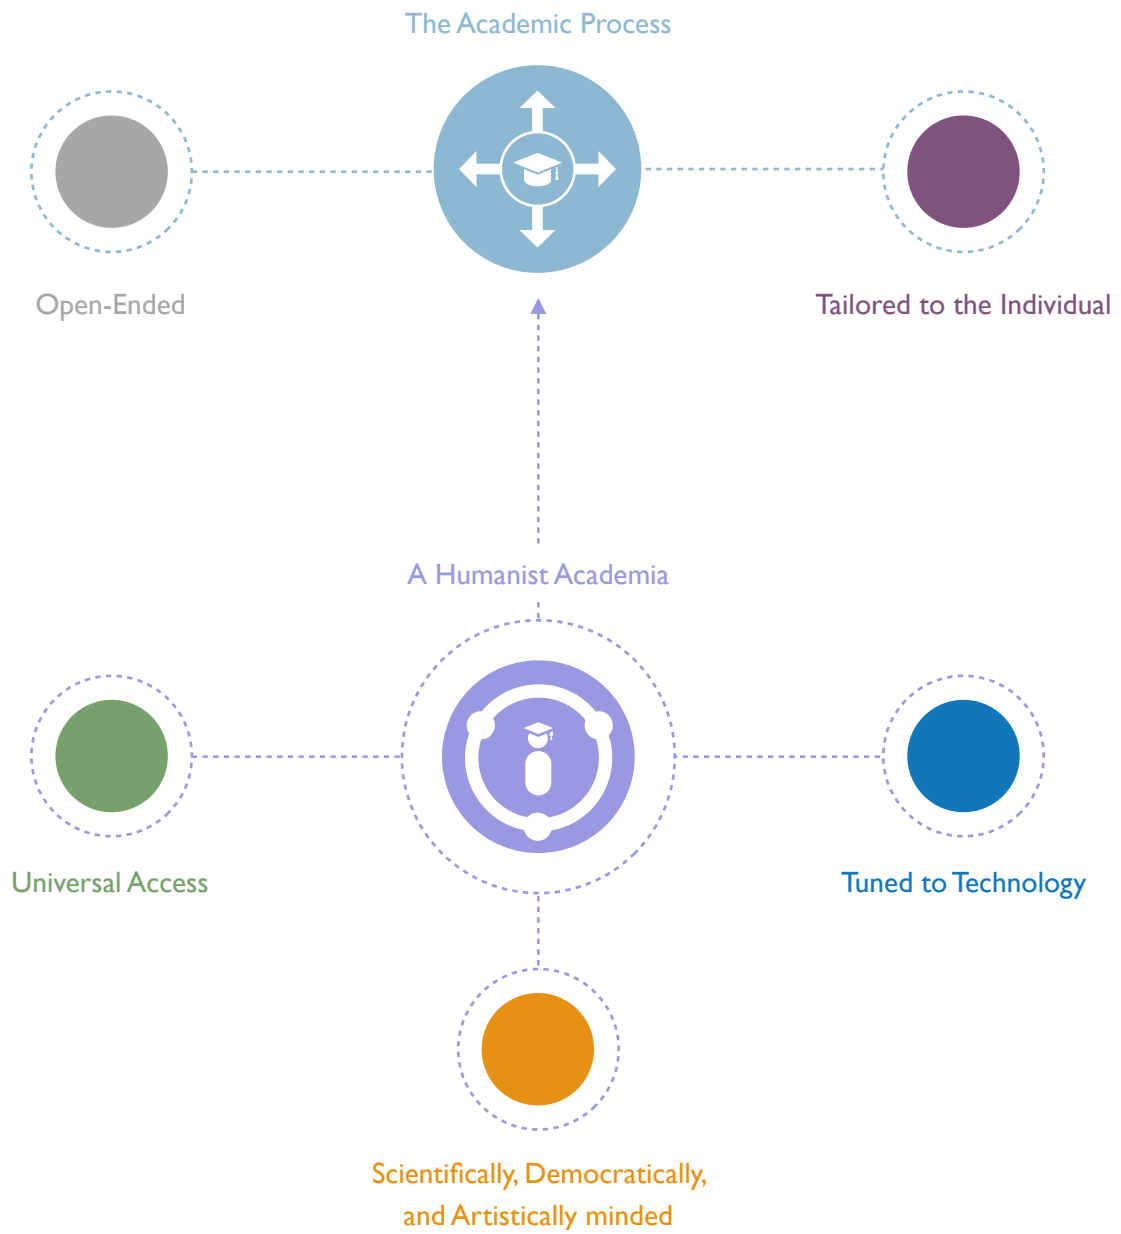 The Academic Process
Open-Ended
Tailored to the Individual
A Humanist Academia
Universal Access
Tuned to Technology
Scientifically, Democratically,
and Artistically minded